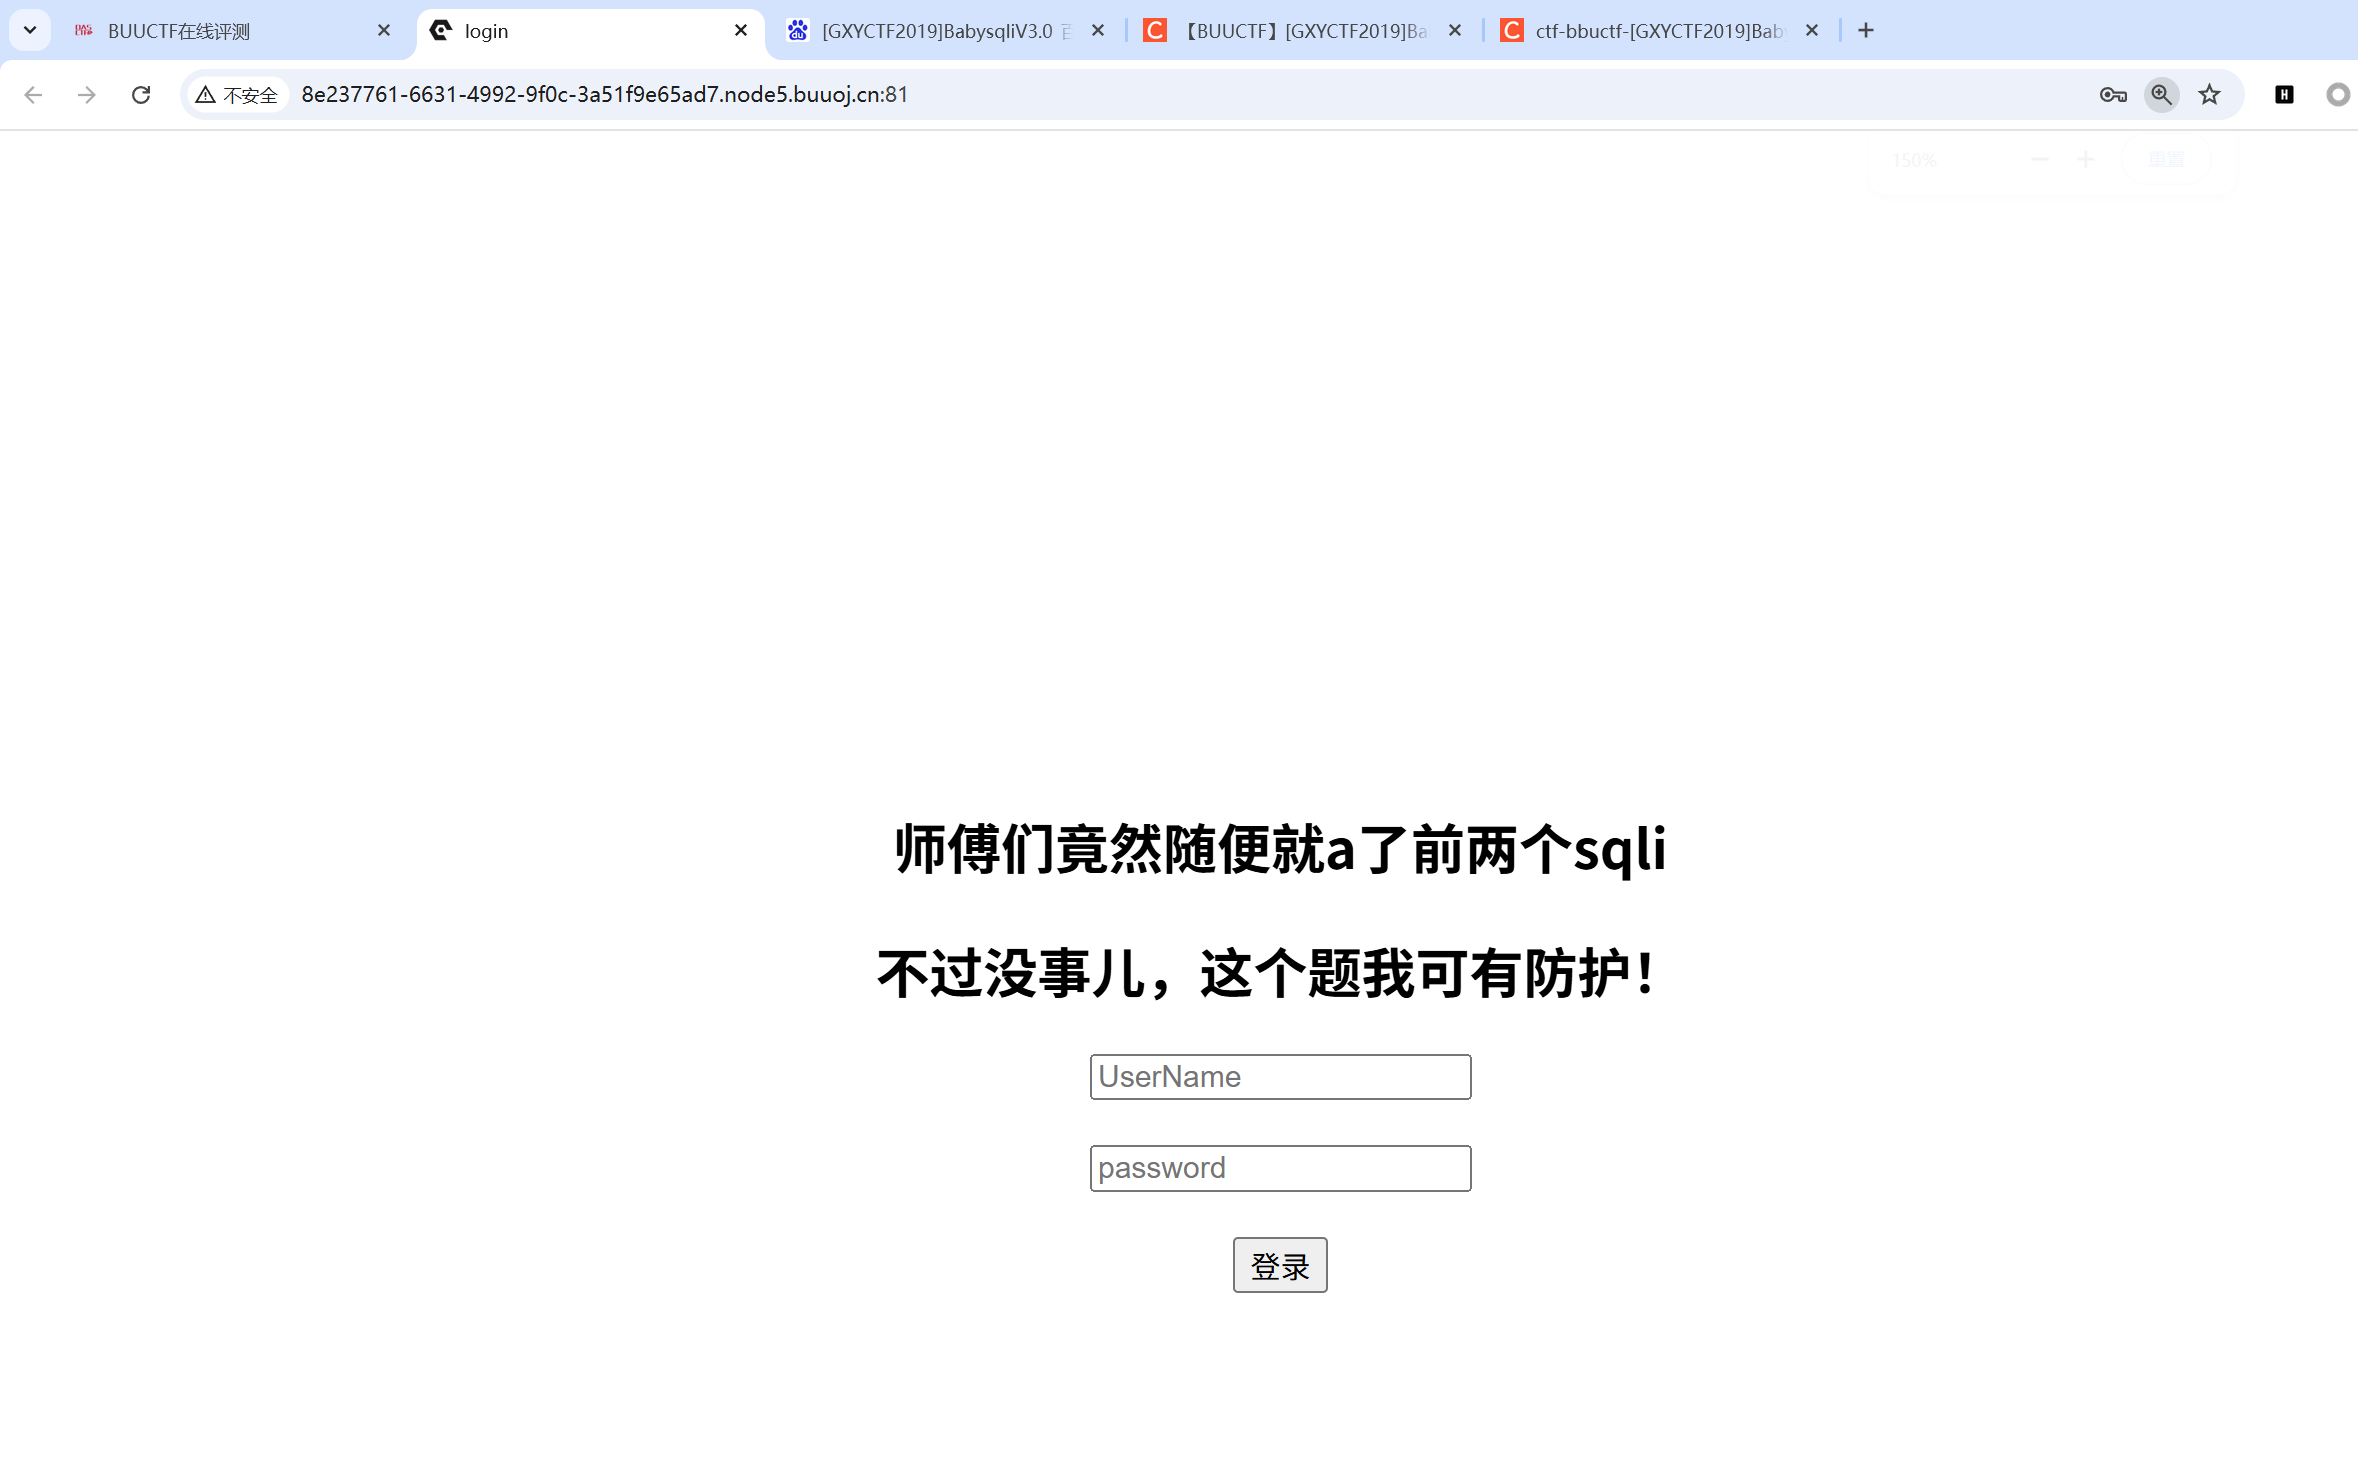 BUUCTF在线评测
login
[GXYCTF2019]BabysqliV3.0
【BUUCTF】[GXYCTF2019]Ba
ctf-bbuctf-[GXYCTF2019]Bab
不安全
8e237761-6631-4992-9f0c-3a51f9e65ad7.node5.buuoj.cn:81
150%
重置
师傅们竟然随便就a了前两个sqli
不过没事儿，这个题我可有防护！
UserName
password
登录